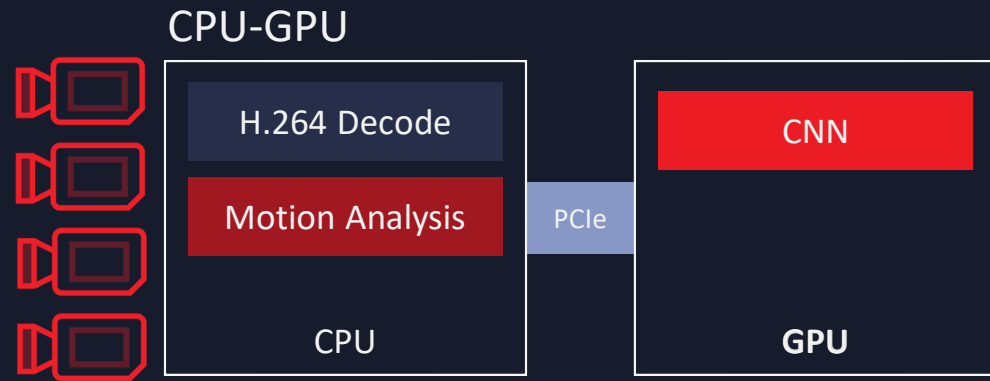 CPU-GPU
H.264 Decode
Motion Analysis
CPU
PCIe
CNN
GPU